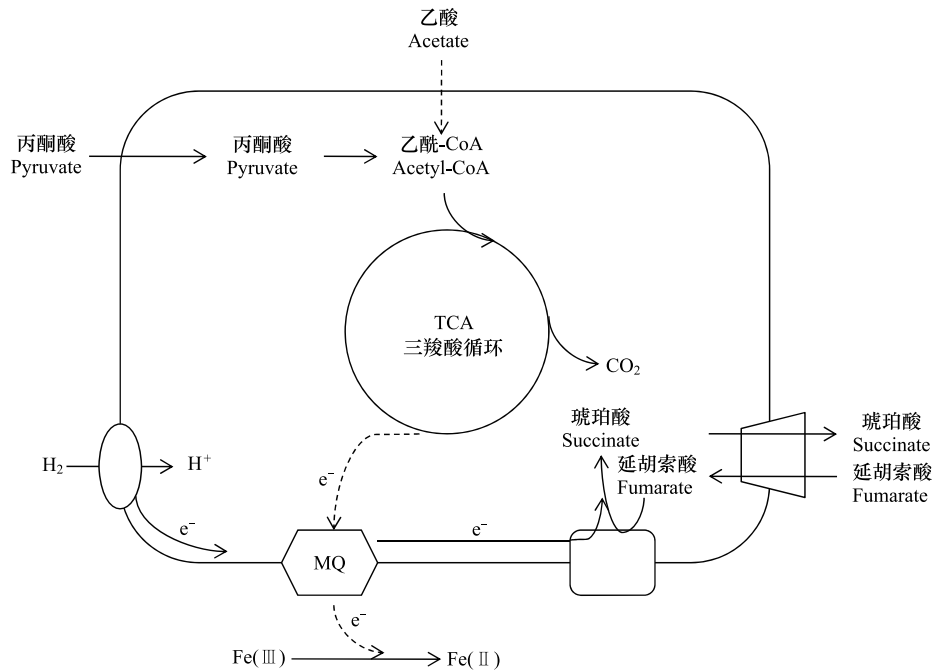 乙酸
Acetate
丙酮酸
Pyruvate
丙酮酸
Pyruvate
乙酰-CoA
Acetyl-CoA
TCA
三羧酸循环
CO₂
琥珀酸
Succinate
延胡索酸
Fumarate
琥珀酸
Succinate
延胡索酸
Fumarate
H₂
H⁺
e⁻
e⁻
e⁻
MQ
e⁻
Fe(Ⅲ)
Fe(Ⅱ)